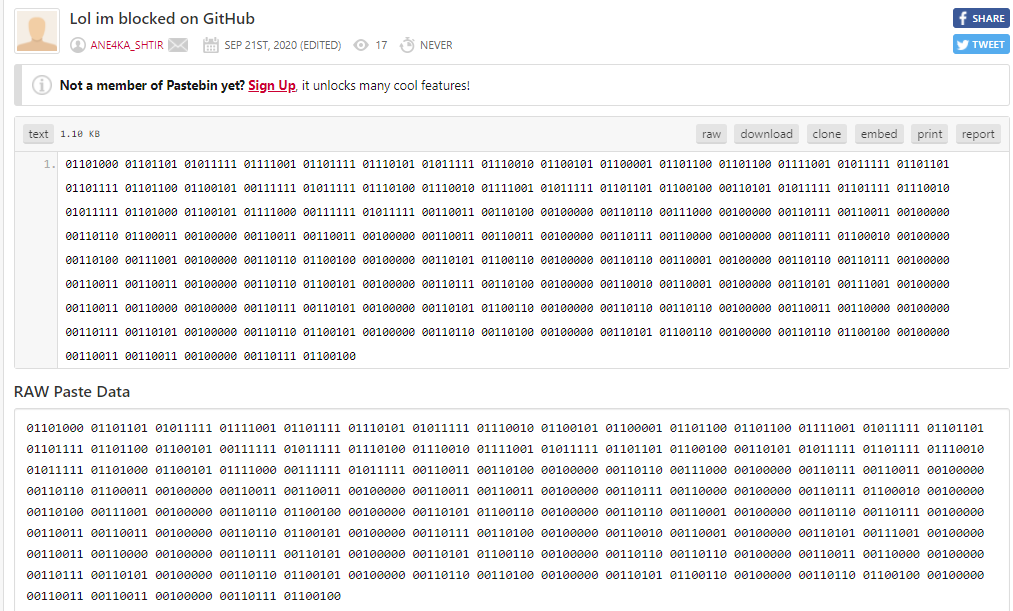 Lol im blocked on GitHub
SHARE
ANE4KA_SHTIR SEP 21ST, 2020 (EDITED) 17 NEVER
TWEET
Not a member of Pastebin yet? Sign Up, it unlocks many cool features!
text 1.10 KB raw download clone embed print report
1. 01101000 01101101 01011111 01111001 01101111 01110101 01011111 01110010 01100101 01100001 01101100 01101100 01111001 01011111 01101101
01101111 01101100 01100101 00111111 01011111 01110100 01110010 01111001 01011111 01101101 01100100 00110101 01011111 01101111 01110010
01011111 01101000 01100101 01111000 00111111 01011111 00110011 00110100 00100000 00110110 00111000 00100000 00110111 00110011 00100000
00110110 01100011 00100000 00110011 00110011 00100000 00110011 00110011 00100000 00110111 00110000 00100000 00110111 01100010 00100000
00110100 00111001 00100000 00110110 01100100 00100000 00110101 01100110 00100000 00110110 00110001 00100000 00110110 00110111 00100000
00110011 00110011 00100000 00110110 01100101 00100000 00110111 00110100 00100000 00110010 00110001 00100000 00110101 00111001 00100000
00110011 00110000 00100000 00110111 00110101 00100000 00110101 01100110 00100000 00110110 00110110 00100000 00110011 00110000 00100000
00110111 00110101 00100000 00110110 01100101 00100000 00110110 00110100 00100000 00110101 01100110 00100000 00110110 01100100 00100000
00110011 00110011 00100000 00110111 01100100
RAW Paste Data
01101000 01101101 01011111 01111001 01101111 01110101 01011111 01110010 01100101 01100001 01101100 01101100 01111001 01011111 01101101
01101111 01101100 01100101 00111111 01011111 01110100 01110010 01111001 01011111 01101101 01100100 00110101 01011111 01101111 01110010
01011111 01101000 01100101 01111000 00111111 01011111 00110011 00110100 00100000 00110110 00111000 00100000 00110111 00110011 00100000
00110110 01100011 00100000 00110011 00110011 00100000 00110011 00110011 00100000 00110111 00110000 00100000 00110111 01100010 00100000
00110100 00111001 00100000 00110110 01100100 00100000 00110101 01100110 00100000 00110110 00110001 00100000 00110110 00110111 00100000
00110011 00110011 00100000 00110110 01100101 00100000 00110111 00110100 00100000 00110010 00110001 00100000 00110101 00111001 00100000
00110011 00110000 00100000 00110111 00110101 00100000 00110101 01100110 00100000 00110110 00110110 00100000 00110011 00110000 00100000
00110111 00110101 00100000 00110110 01100101 00100000 00110110 00110100 00100000 00110101 01100110 00100000 00110110 01100100 00100000
00110011 00110011 00100000 00110111 01100100